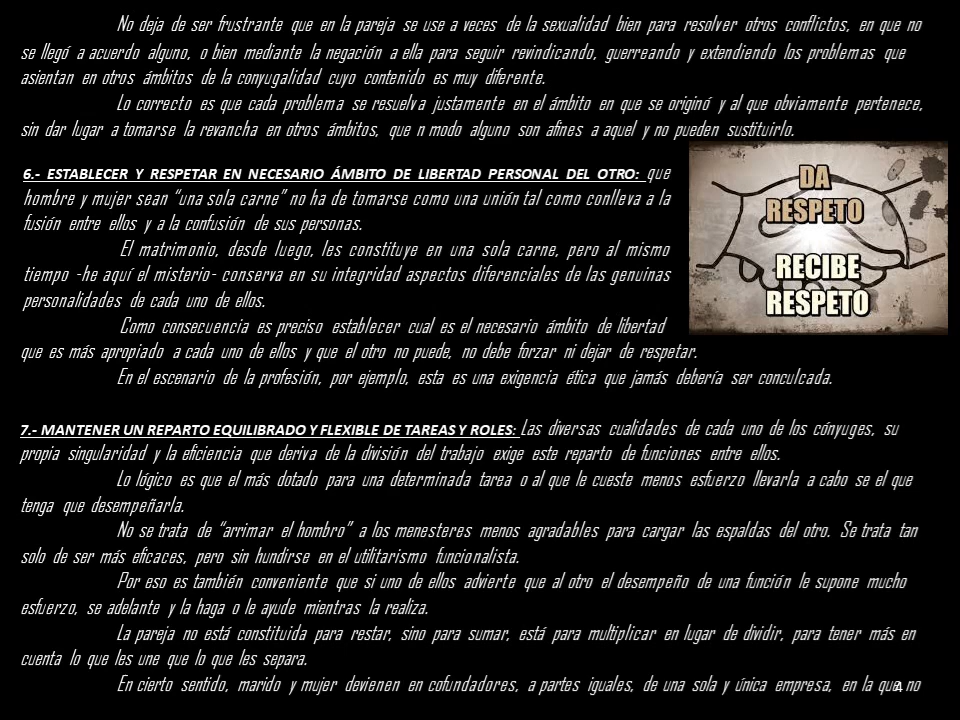 No deja de ser frustrante que en la pareja se use a veces de la sexualidad bien para resolver otros conflictos, en que no
se llegó a acuerdo alguno, o bien mediante la negación a ella para seguir revindicando, guerreando y extendiendo los problemas que
asientan en otros ámbitos de la conyugalidad cuyo contenido es muy diferente.
Lo correcto es que cada problema se resuelva justamente en el ámbito en que se originó y al que obviamente pertenece,
sin dar lugar a tomarse la revancha en otros ámbitos, que n modo alguno son afines a aquel y no pueden sustituirlo.
6.- ESTABLECER Y RESPETAR EN NECESARIO ÁMBITO DE LIBERTAD PERSONAL DEL OTRO: que
hombre y mujer sean “una sola carne” no ha de tomarse como una unión tal como conlleva a la
fusión entre ellos y a la confusión de sus personas.
El matrimonio, desde luego, les constituye en una sola carne, pero al mismo
tiempo -he aquí el misterio- conserva en su integridad aspectos diferenciales de las genuinas
personalidades de cada uno de ellos.
Como consecuencia es preciso establecer cual es el necesario ámbito de libertad
que es más apropiado a cada uno de ellos y que el otro no puede, no debe forzar ni dejar de respetar.
En el escenario de la profesión, por ejemplo, esta es una exigencia ética que jamás debería ser conculcada.
DA
RESPETO
RECIBE
RESPETO
7.- MANTENER UN REPARTO EQUILIBRADO Y FLEXIBLE DE TAREAS Y ROLES: Las diversas cualidades de cada uno de los cónyuges, su
propia singularidad y la eficiencia que deriva de la división del trabajo exige este reparto de funciones entre ellos.
Lo lógico es que el más dotado para una determinada tarea o al que le cueste menos esfuerzo llevarla a cabo se el que
tenga que desempeñarla.
No se trata de “arrimar el hombro” a los menesteres menos agradables para cargar las espaldas del otro. Se trata tan
solo de ser más eficaces, pero sin hundirse en el utilitarismo funcionalista.
Por eso es también conveniente que si uno de ellos advierte que al otro el desempeño de una función le supone mucho
esfuerzo, se adelante y la haga o le ayude mientras la realiza.
La pareja no está constituida para restar, sino para sumar, está para multiplicar en lugar de dividir, para tener más en
cuenta lo que les une que lo que les separa.
En cierto sentido, marido y mujer devienen en cofundadores, a partes iguales, de una sola y única empresa, en la que no
4